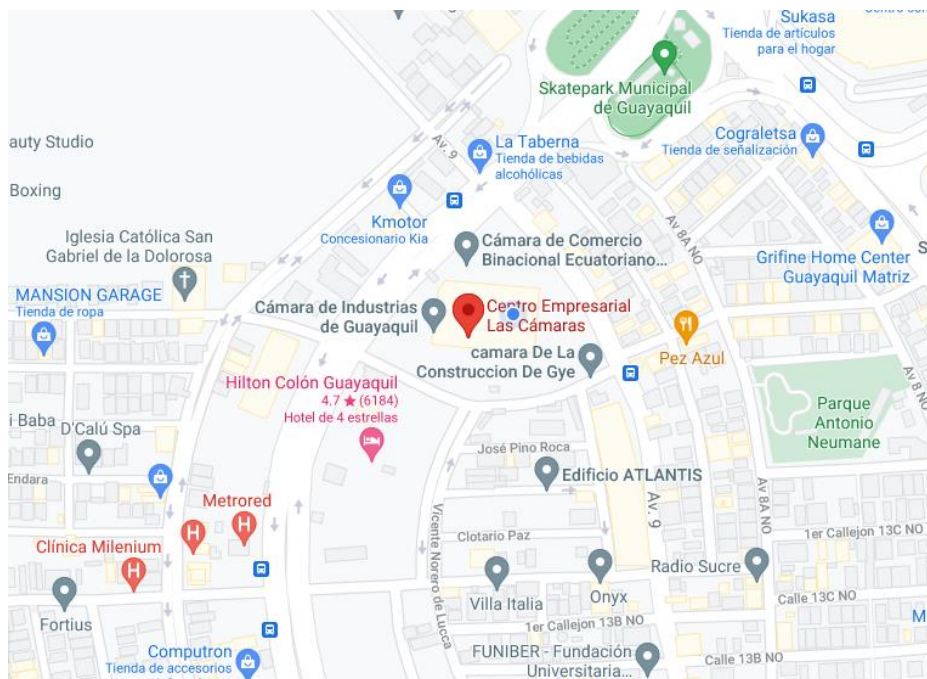 Sukasa
Tienda de artículos
para el hogar
Skatepark Municipal
de Guayaquil
Av. 9
auty Studio
La Taberna
Tienda de bebidas
alcohólicas
Cograletsa
Tienda de señalización
Boxing
Kmotor
Concesionario Kia
Av 8A NO
Iglesia Católica San
Gabriel de la Dolorosa
Cámara de Comercio
Binacional Ecuatoriano...
Grifine Home Center
Guayaquil Matriz
S
MANSION GARAGE
Tienda de ropa
Cámara de Industrias
de Guayaquil
Centro Empresarial
Las Cámaras
camara De La
Construccion De Gye
Pez Azul
Hilton Colón Guayaquil
4.7 ★ (6184)
Hotel de 4 estrellas
Av 8 NO
Parque
Antonio
Neumane
i Baba
D'Calú Spa
José Pino Roca
Endara
Edificio ATLANTIS
Metrored
Av. 9
Av 8A NO
Vicente Norero de Lucca
Clotario Paz
1er Callejon 13C NO
Clínica Milenium
Radio Sucre
Villa Italia
Onyx
Calle 13C NO
Fortius
1er Callejon 13B NO
M
Computron
Tienda de accesorios
FUNIBER - Fundación
Universitaria...
Calle 13B NO